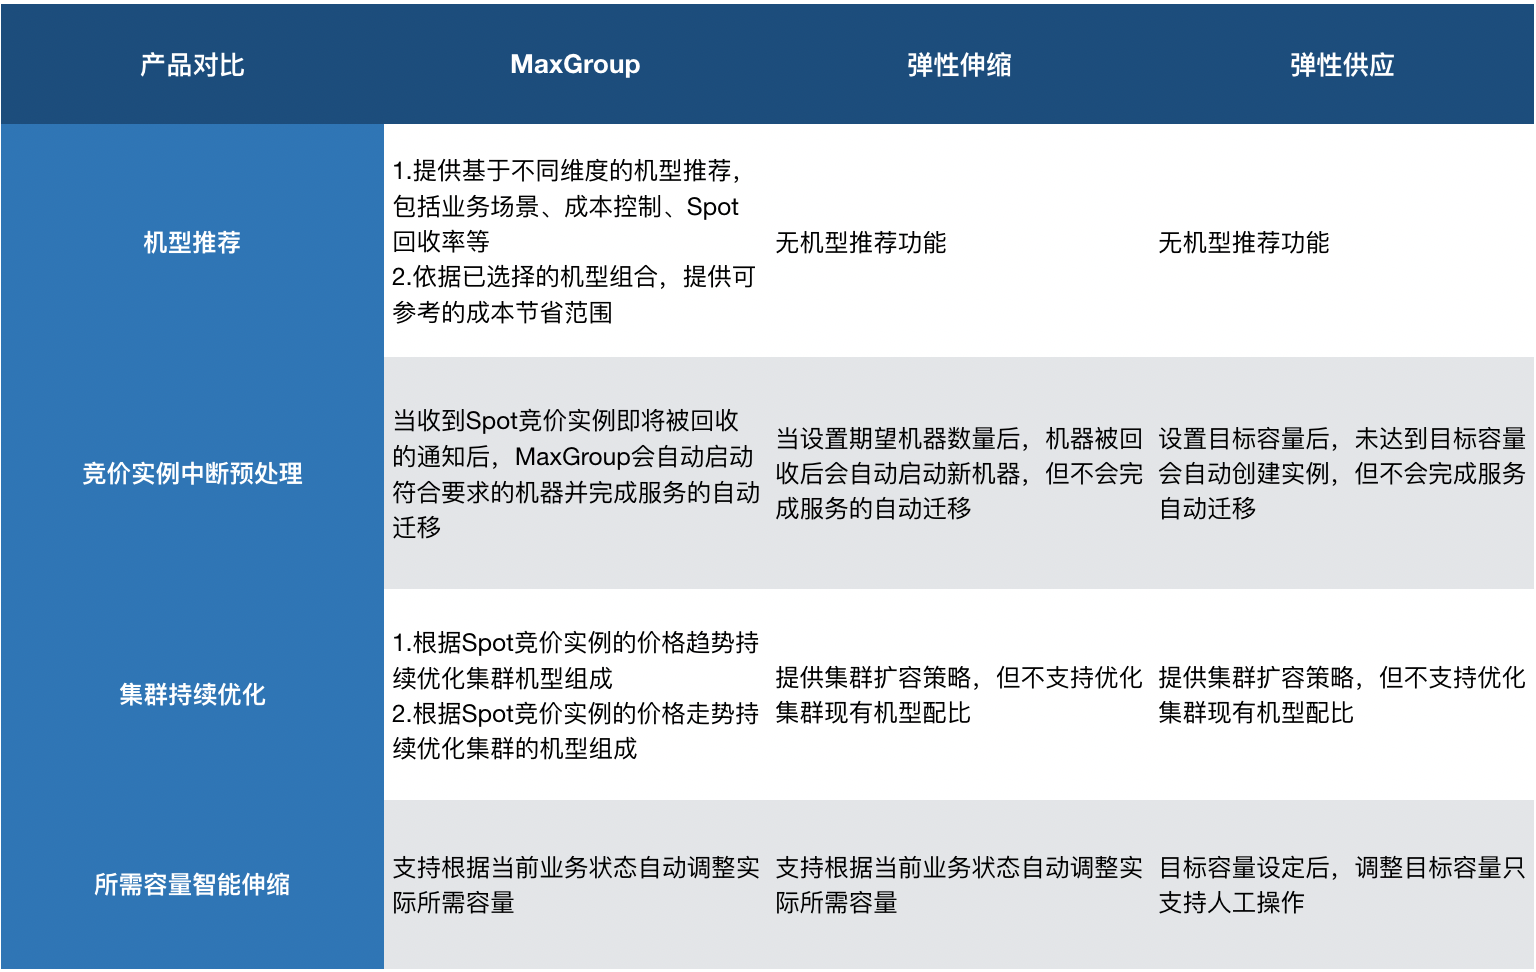 产品对比
MaxGroup
弹性伸缩
弹性供应
机型推荐
1.提供基于不同维度的机型推荐，
包括业务场景、成本控制、Spot
回收率等
2.依据已选择的机型组合，提供可
参考的成本节省范围
无机型推荐功能
无机型推荐功能
竞价实例中断预处理
当收到Spot竞价实例即将被回收
的通知后，MaxGroup会自动启动
符合要求的机器并完成服务的自动
迁移
当设置期望机器数量后，机器被回
收后会自动启动新机器，但不会完
成服务的自动迁移
设置目标容量后，未达到目标容量
会自动创建实例，但不会完成服务
自动迁移
集群持续优化
1.根据Spot竞价实例的价格趋势持
续优化集群机型组成
2.根据Spot竞价实例的价格走势持
续优化集群的机型组成
提供集群扩容策略，但不支持优化
集群现有机型配比
提供集群扩容策略，但不支持优化
集群现有机型配比
所需容量智能伸缩
支持根据当前业务状态自动调整实
际所需容量
支持根据当前业务状态自动调整实
际所需容量
目标容量设定后，调整目标容量只
支持人工操作